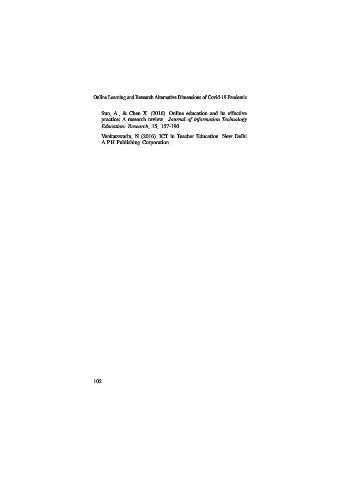 Online Learning and Research Alternative Dimensions of Covid-19 Pandemic
Sun, A., & Chen X. (2016). Online education and its effective
practice: A research review. Journal of Information Technology
Education: Research, 15, 157-190
Venkateswarlu, N (2016). ICT in Teacher Education. New Delhi:
A P H Publishing Corporation
102